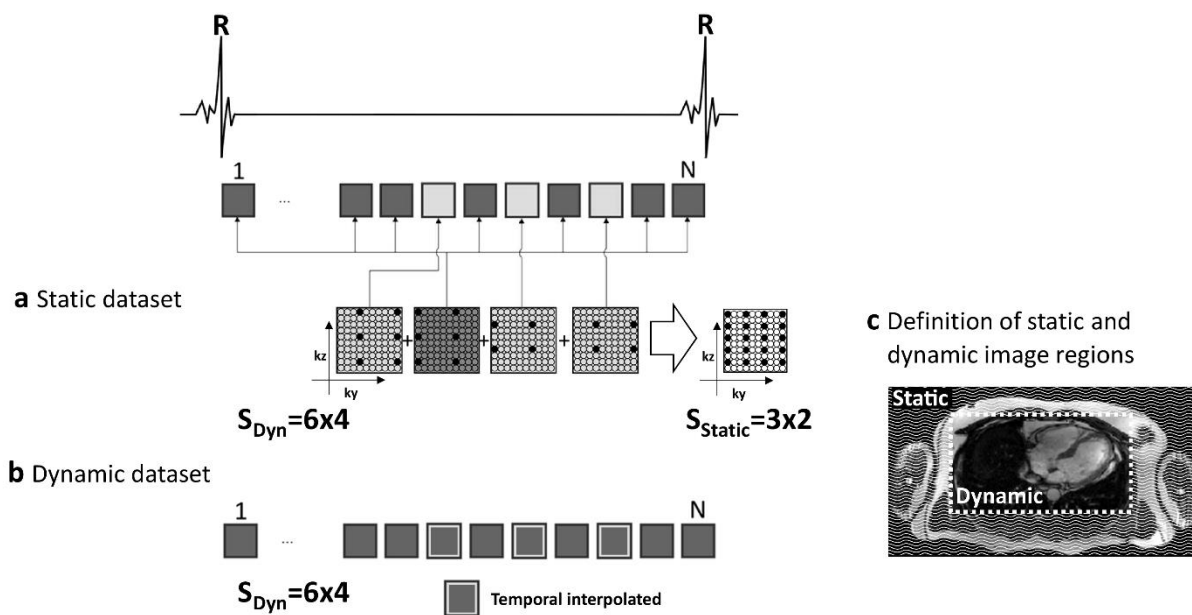 R R
1 ... N
a Static dataset
+ + +
kz
ky
S_Dyn=6x4
kz
ky
S_Static=3x2
b Dynamic dataset
1 ... N
S_Dyn=6x4
Temporal interpolated
c Definition of static and
dynamic image regions
Static
Dynamic